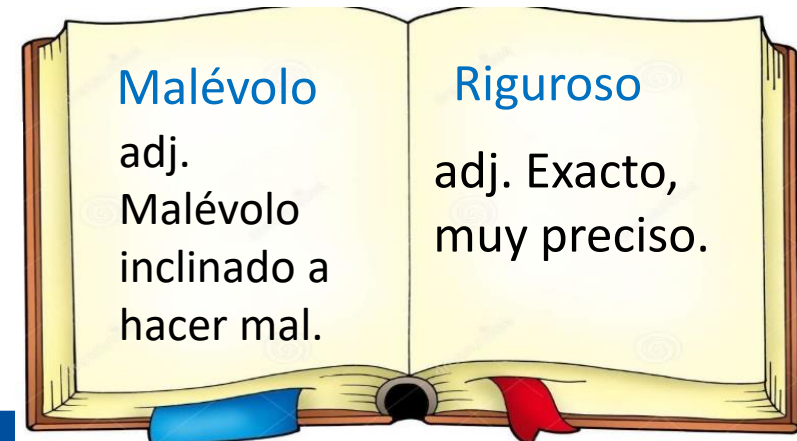 Malévolo
adj.
Malévolo
inclinado a
hacer mal.
Riguroso
adj. Exacto,
muy preciso.